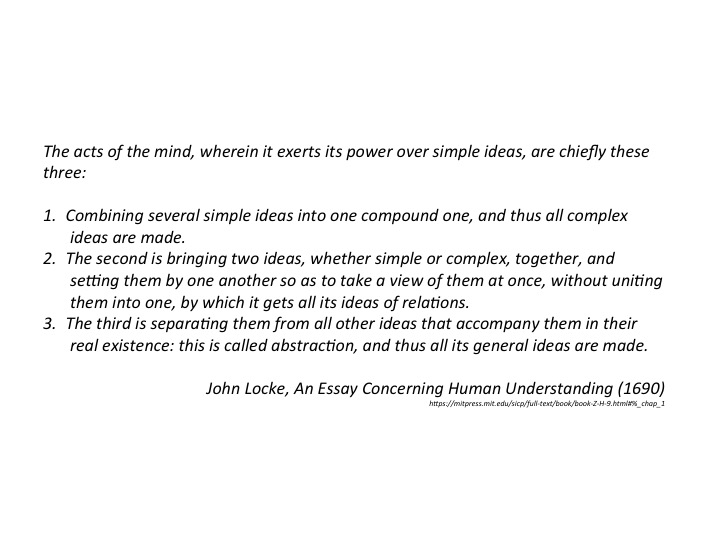 The acts of the mind, wherein it exerts its power over simple ideas, are chiefly these
three:
1. Combining several simple ideas into one compound one, and thus all complex
ideas are made.
2. The second is bringing two ideas, whether simple or complex, together, and
setting them by one another so as to take a view of them at once, without uniting
them into one, by which it gets all its ideas of relations.
3. The third is separating them from all other ideas that accompany them in their
real existence: this is called abstraction, and thus all its general ideas are made.
John Locke, An Essay Concerning Human Understanding (1690)
https://mitpress.mit.edu/sicp/full-text/book/book-Z-H-9.html#%_chap_1